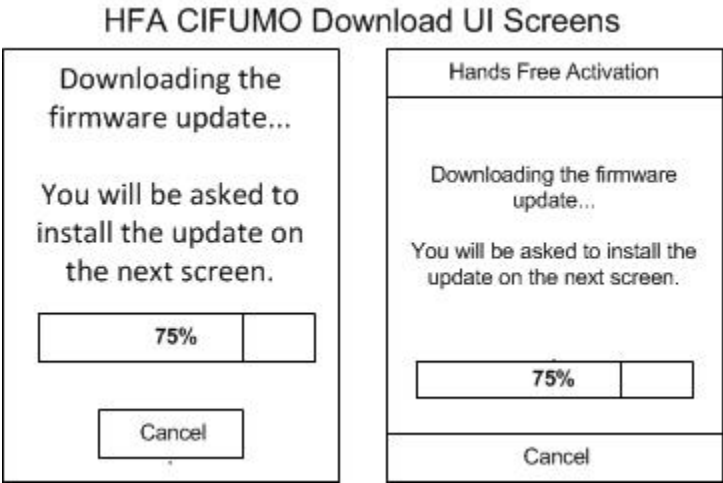 HFA CIFUMO Download UI Screens
Downloading the
firmware update...
You will be asked to
install the update on
the next screen.
75%
Cancel
Hands Free Activation
Downloading the firmware
update...
You will be asked to install the
update on the next screen.
75%
Cancel